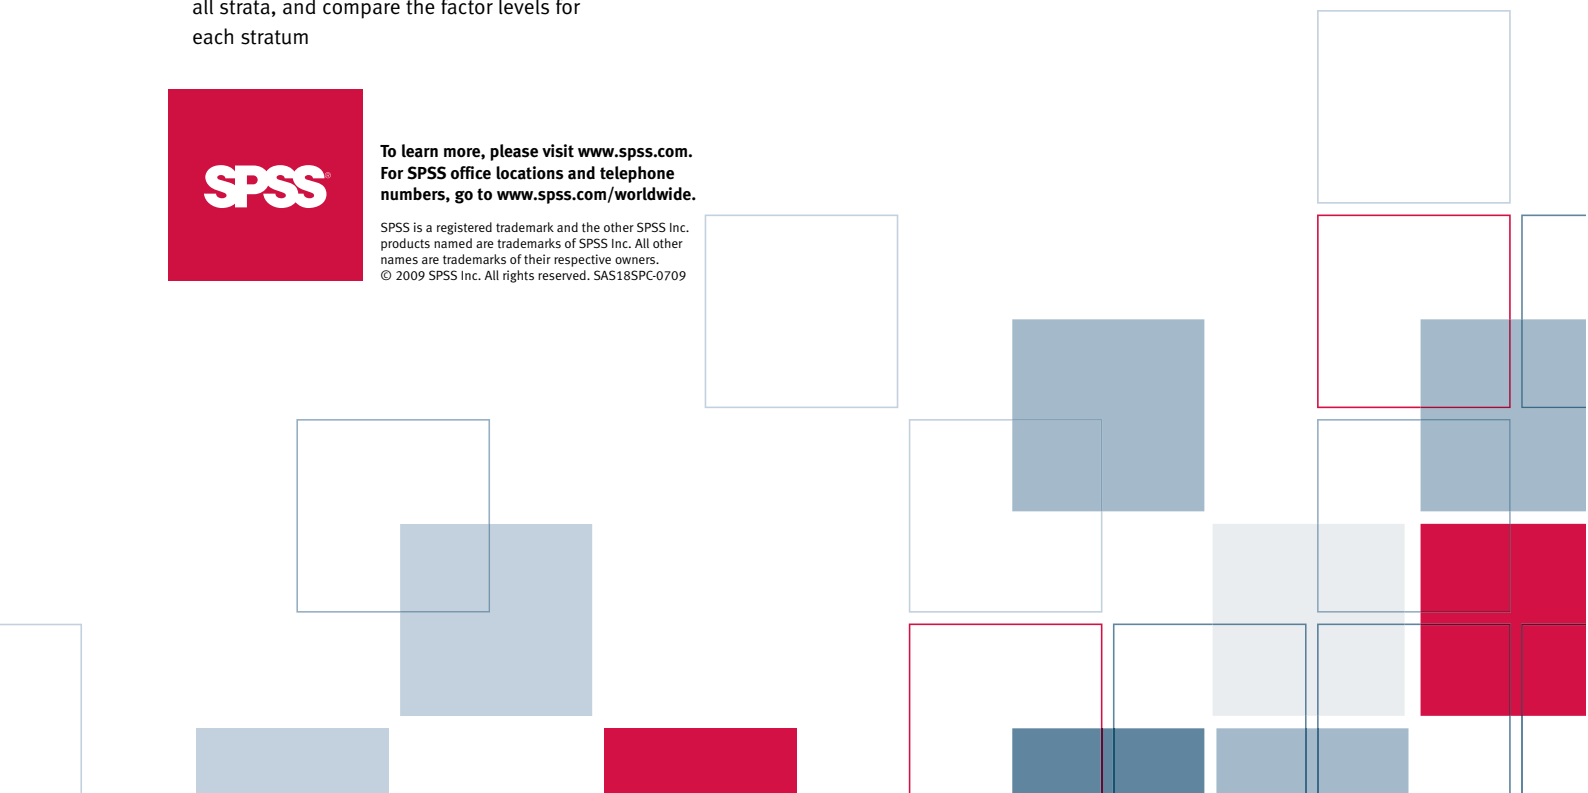 all strata, and compare the factor levels for
each stratum
SPSS®
To learn more, please visit www.spss.com.
For SPSS office locations and telephone
numbers, go to www.spss.com/worldwide.
SPSS is a registered trademark and the other SPSS Inc.
products named are trademarks of SPSS Inc. All other
names are trademarks of their respective owners.
© 2009 SPSS Inc. All rights reserved. SAS18SPC-0709